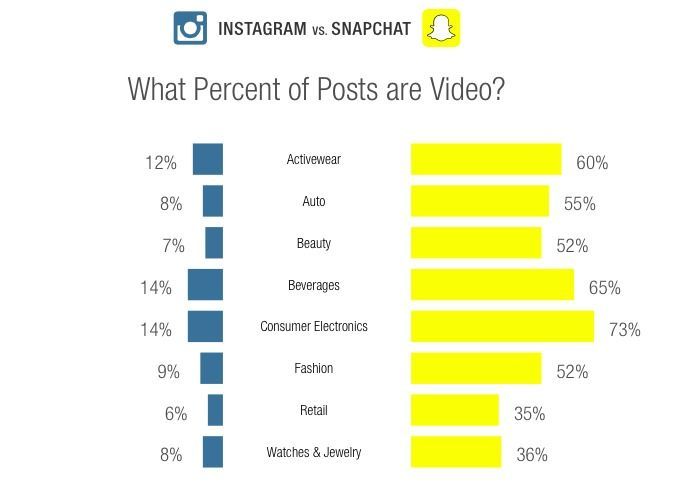 INSTAGRAM vs. SNAPCHAT
What Percent of Posts are Video?
12% Activewear 60%
8% Auto 55%
7% Beauty 52%
14% Beverages 65%
14% Consumer Electronics 73%
9% Fashion 52%
6% Retail 35%
8% Watches & Jewelry 36%